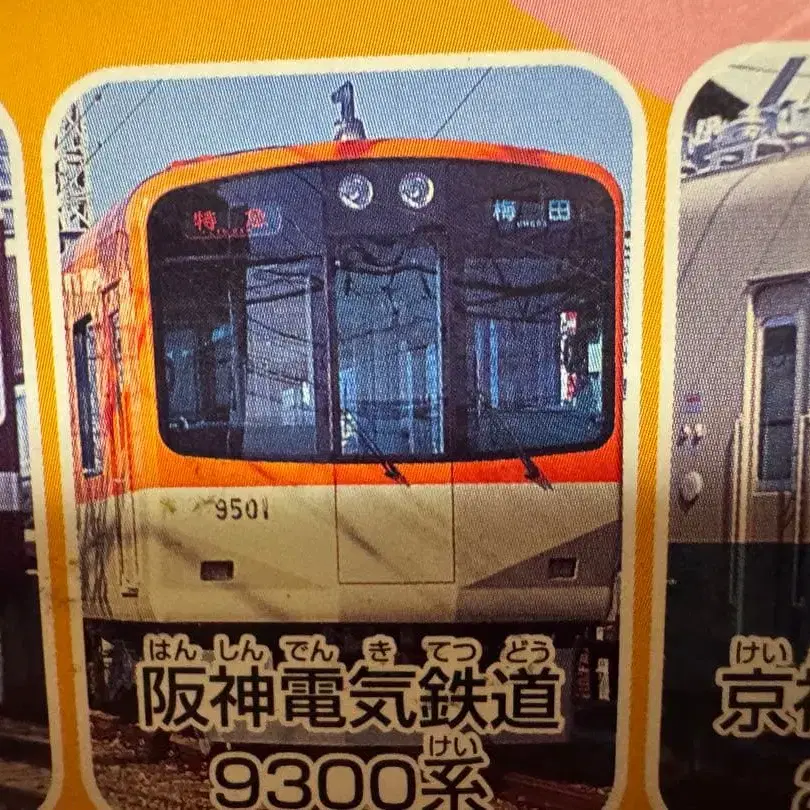 1
特急
梅田
9501
はん しん でん き てつ どう
阪神電気鉄道
けい
9300系
けい
京